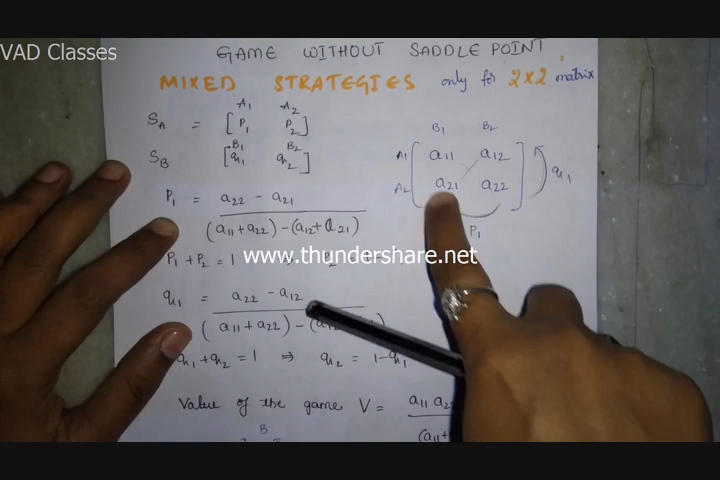 VAD Classes
GAME WITHOUT SADDLE POINT
MIXED STRATEGIES only for 2x2 matrix
A1 A2
SA = [P1 P2]
B1 B2
SB [q1 q2]
B1 B2
A1 [a11 a12
A2 a21 a22] q1
P1
P1 = a22 - a21
(a11+a22)-(a12+a21)
P1+P2=1 ⇒ P2
www.thundershare.net
q1 = a22 - a12
(a11+a22)-(
q1+q2=1 ⇒ q2 = 1-q1
Value of the game V = a11 a22
(a11+
B